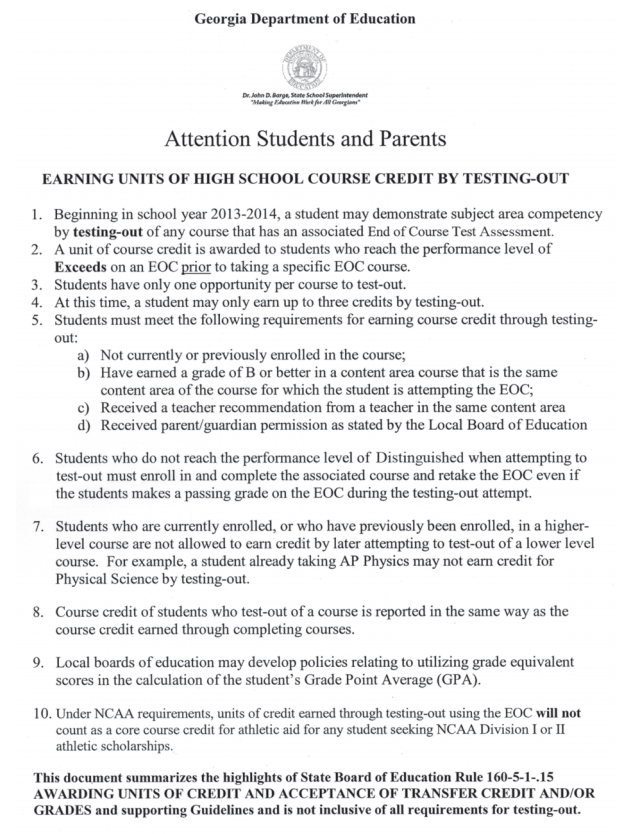 Georgia Department of Education
DEPARTMENT OF
EDUCATION
Dr. John D. Barge, State School Superintendent
"Making Education Work for All Georgians"
Attention Students and Parents
EARNING UNITS OF HIGH SCHOOL COURSE CREDIT BY TESTING-OUT
1. Beginning in school year 2013-2014, a student may demonstrate subject area competency
by testing-out of any course that has an associated End of Course Test Assessment.
2. A unit of course credit is awarded to students who reach the performance level of
Exceeds on an EOC prior to taking a specific EOC course.
3. Students have only one opportunity per course to test-out.
4. At this time, a student may only earn up to three credits by testing-out.
5. Students must meet the following requirements for earning course credit through testing-
out:
a) Not currently or previously enrolled in the course;
b) Have earned a grade of B or better in a content area course that is the same
content area of the course for which the student is attempting the EOC;
c) Received a teacher recommendation from a teacher in the same content area
d) Received parent/guardian permission as stated by the Local Board of Education
6. Students who do not reach the performance level of Distinguished when attempting to
test-out must enroll in and complete the associated course and retake the EOC even if
the students makes a passing grade on the EOC during the testing-out attempt.
7. Students who are currently enrolled, or who have previously been enrolled, in a higher-
level course are not allowed to earn credit by later attempting to test-out of a lower level
course. For example, a student already taking AP Physics may not earn credit for
Physical Science by testing-out.
8. Course credit of students who test-out of a course is reported in the same way as the
course credit earned through completing courses.
9. Local boards of education may develop policies relating to utilizing grade equivalent
scores in the calculation of the student's Grade Point Average (GPA).
10. Under NCAA requirements, units of credit earned through testing-out using the EOC will not
count as a core course credit for athletic aid for any student seeking NCAA Division I or II
athletic scholarships.
This document summarizes the highlights of State Board of Education Rule 160-5-1-.15
AWARDING UNITS OF CREDIT AND ACCEPTANCE OF TRANSFER CREDIT AND/OR
GRADES and supporting Guidelines and is not inclusive of all requirements for testing-out.